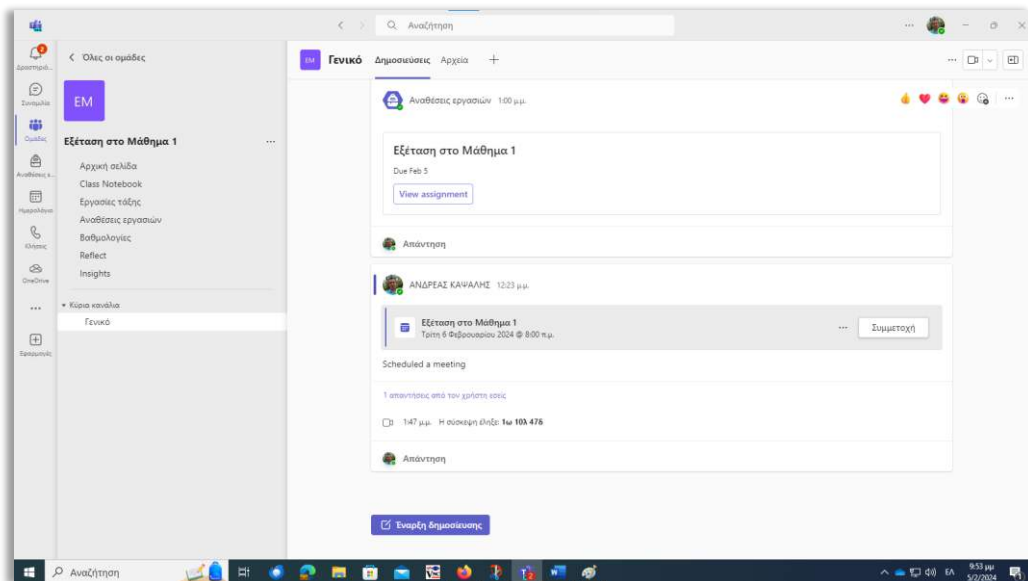 Αναζήτηση
Δραστηριό...
Συνομιλία
Ομάδες
Αναθέσεις ε...
Ημερολόγιο
Κλήσεις
OneDrive
Εφαρμογές
Όλες οι ομάδες
EM
Εξέταση στο Μάθημα 1
Αρχική σελίδα
Class Notebook
Εργασίες τάξης
Αναθέσεις εργασιών
Βαθμολογίες
Reflect
Insights
Κύρια κανάλια
Γενικό
EM Γενικό Δημοσιεύσεις Αρχεία
Αναθέσεις εργασιών 1:00 μ.μ.
Εξέταση στο Μάθημα 1
Due Feb 5
View assignment
Απάντηση
ΑΝΔΡΕΑΣ ΚΑΨΑΛΗΣ 12:23 μ.μ.
Εξέταση στο Μάθημα 1
Τρίτη 6 Φεβρουαρίου 2024 @ 8:00 π.μ.
Συμμετοχή
Scheduled a meeting
1 απαντήσεις από τον χρήστη εσείς
1:47 μ.μ. Η σύσκεψη έληξε: 1ω 10λ 47δ
Απάντηση
Έναρξη δημοσίευσης
Αναζήτηση
ΕΛ
9:53 μμ
5/2/2024